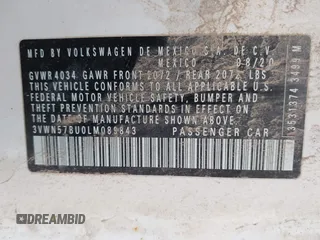 MFD BY VOLKSWAGEN DE MEXICO S.A. DE C.V.
MEXICO 08/20
GVWR 4034 GAWR FRONT 2072 / REAR 2072 LBS
THIS VEHICLE CONFORMS TO ALL APPLICABLE
FEDERAL MOTOR VEHICLE SAFETY, BUMPER AND
THEFT PREVENTION STANDARDS IN EFFECT ON THE
DATE OF MANUFACTURE SHOWN ABOVE.
3VWN57BU0LM089843 PASSENGER CAR
DREAMBID